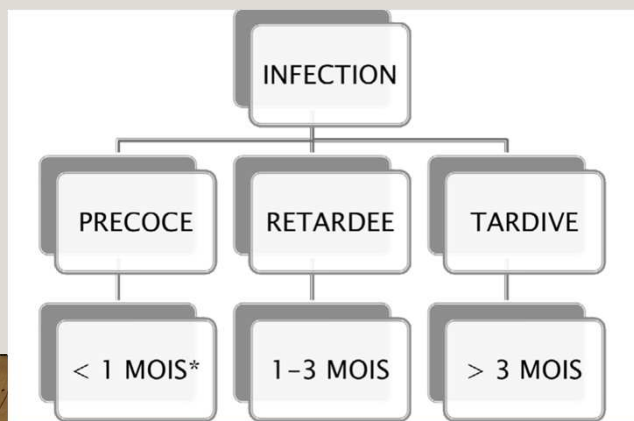 INFECTION
PRECOCE RETARDEE TARDIVE
< 1 MOIS* 1-3 MOIS > 3 MOIS